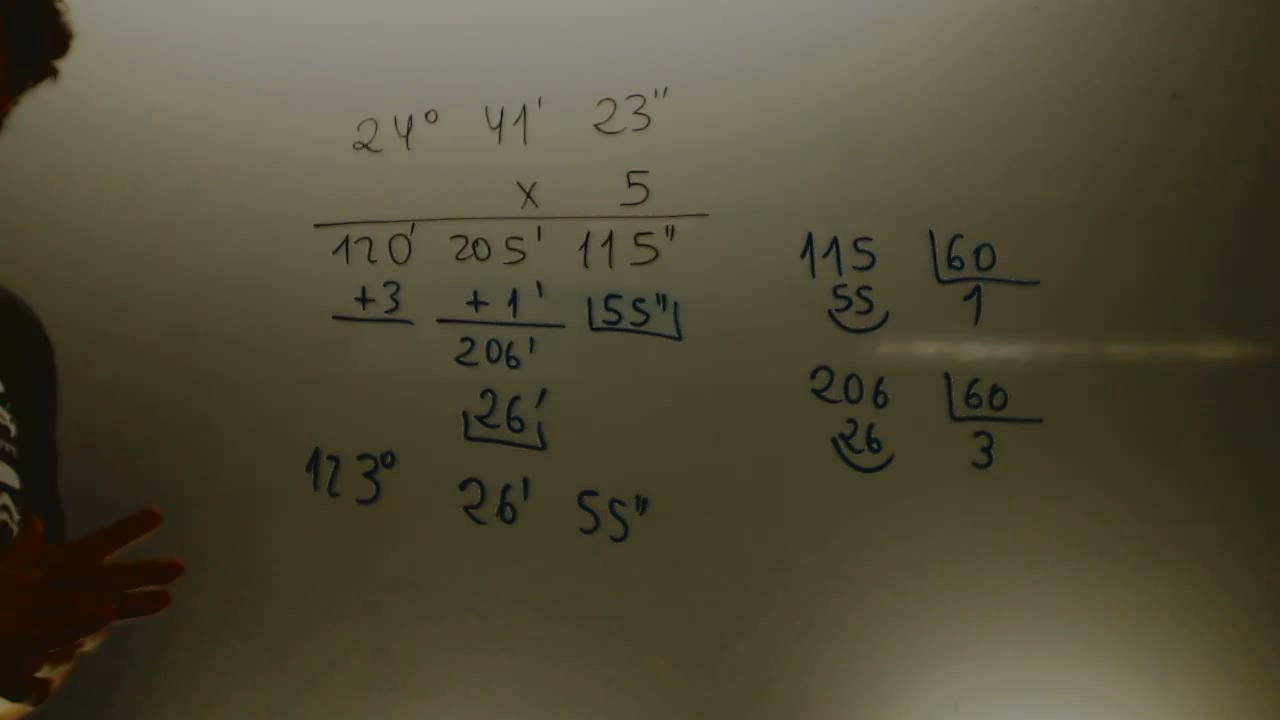 24° 41' 23"
x 5
120' 205' 115"
+3 +1' 55"
206'
26'
123° 26' 55"
115 60
55 1
206 60
26 3